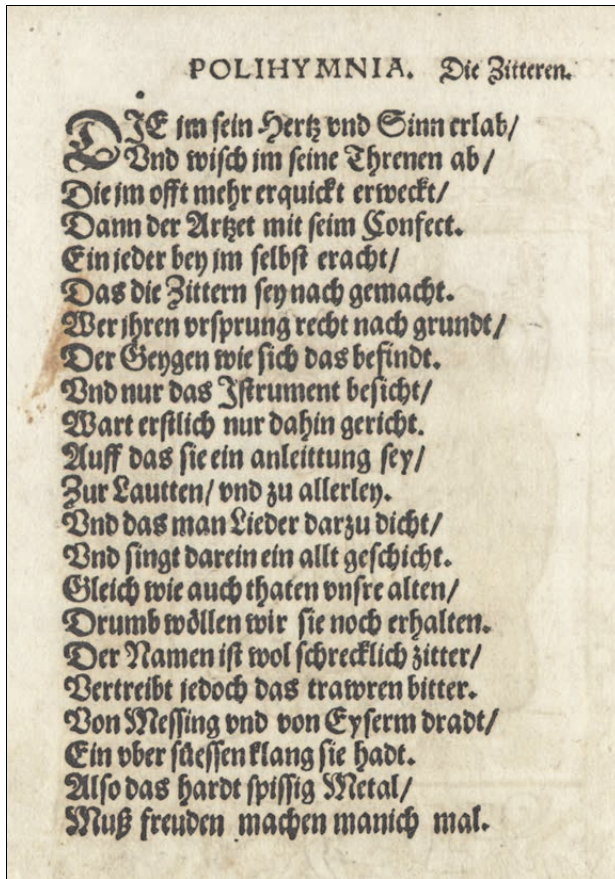 POLIHYMNIA. Die Zitteren.
DIE im sein Hertz vnd Sinn erlab/
Vnd wisch im seine Threnen ab/
Die im offt mehr erquickt erweckt/
Dann der Artzet mit seim Confect.
Ein jeder bey im selbst eracht/
Das die Zittern sey nach gemacht.
Wer jhren vrsprung recht nach grundt/
Der Geygen wie sich das befindt.
Vnd nur das Jstrument besicht/
Wart erstlich nur dahin gericht.
Auff das sie ein anleittung sey/
Zur Lautten/ vnd zu allerley.
Vnd das man Lieder darzu dicht/
Vnd singt darein ein allt geschicht.
Gleich wie auch thaten vnsre alten/
Drumb wöllen wir sie noch erhalten.
Der Namen ist wol schrecklich zitter/
Vertreibt jedoch das trawren bitter.
Von Messing vnd von Eyserm dradt/
Ein vber süessen klang sie hadt.
Also das hardt spissig Metal/
Muß freuden machen manich mal.